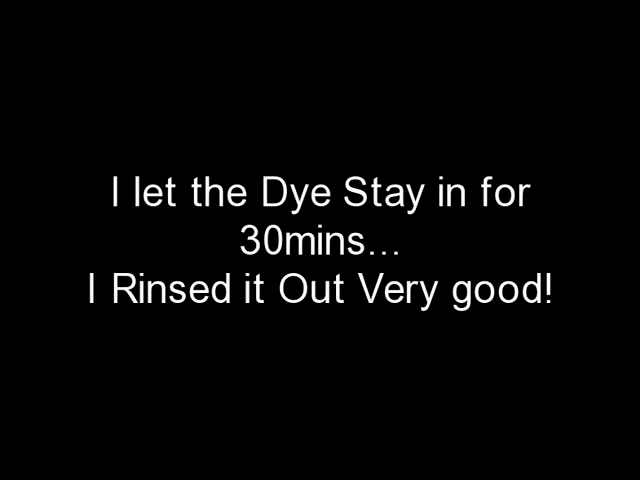 I let the Dye Stay in for
30mins...
I Rinsed it Out Very good!